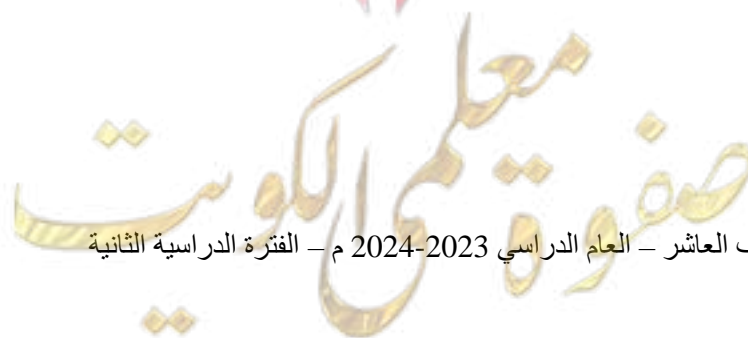 صفوة معلمي الكويت
ف العاشر – العام الدراسي 2023-2024 م – الفترة الدراسية الثانية